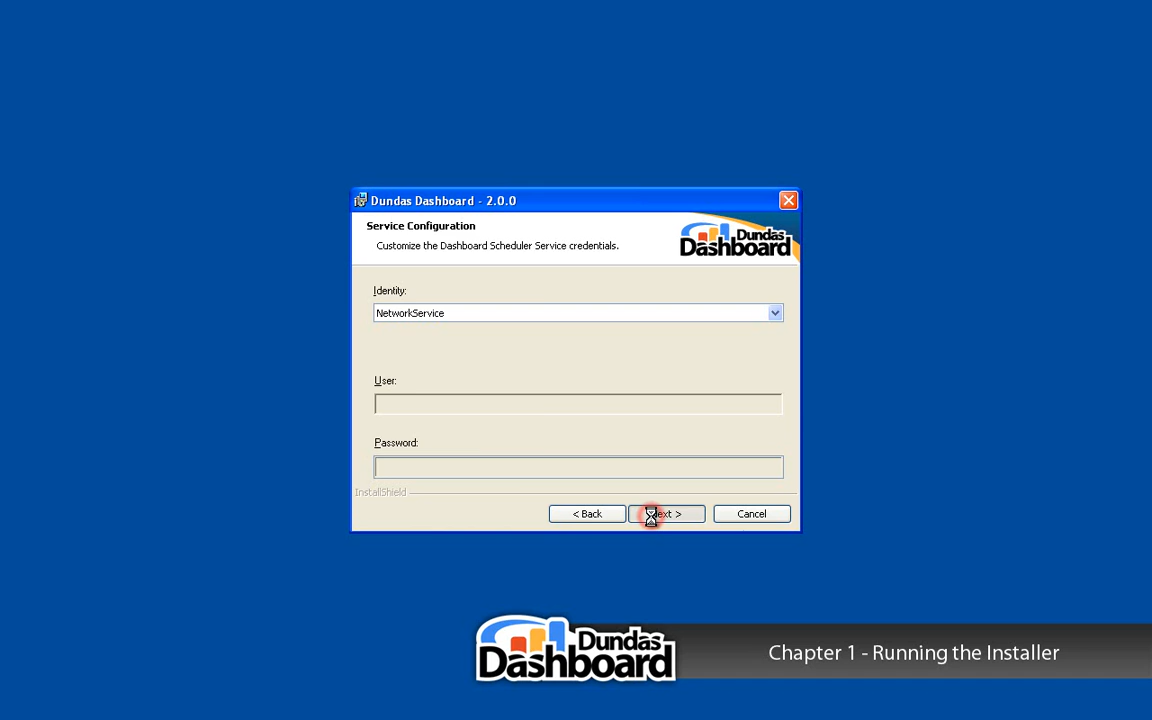 Dundas Dashboard - 2.0.0
Service Configuration
Customize the Dashboard Scheduler Service credentials.
Dundas
Dashboard
Identity:
NetworkService
User:
Password:
InstallShield
< Back
>
Cancel
Dundas
Dashboard
Chapter 1 - Running the Installer